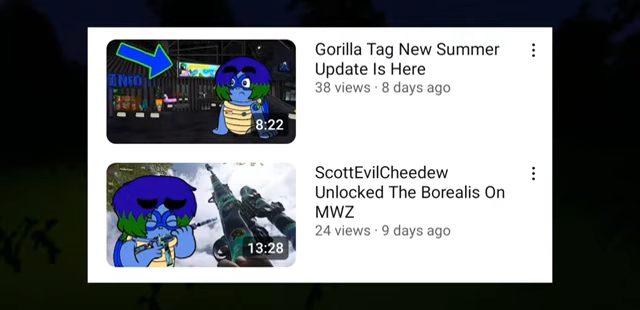 Gorilla Tag New Summer
Update Is Here
38 views · 8 days ago
8:22
ScottEvilCheedew
Unlocked The Borealis On
MWZ
24 views · 9 days ago
13:28